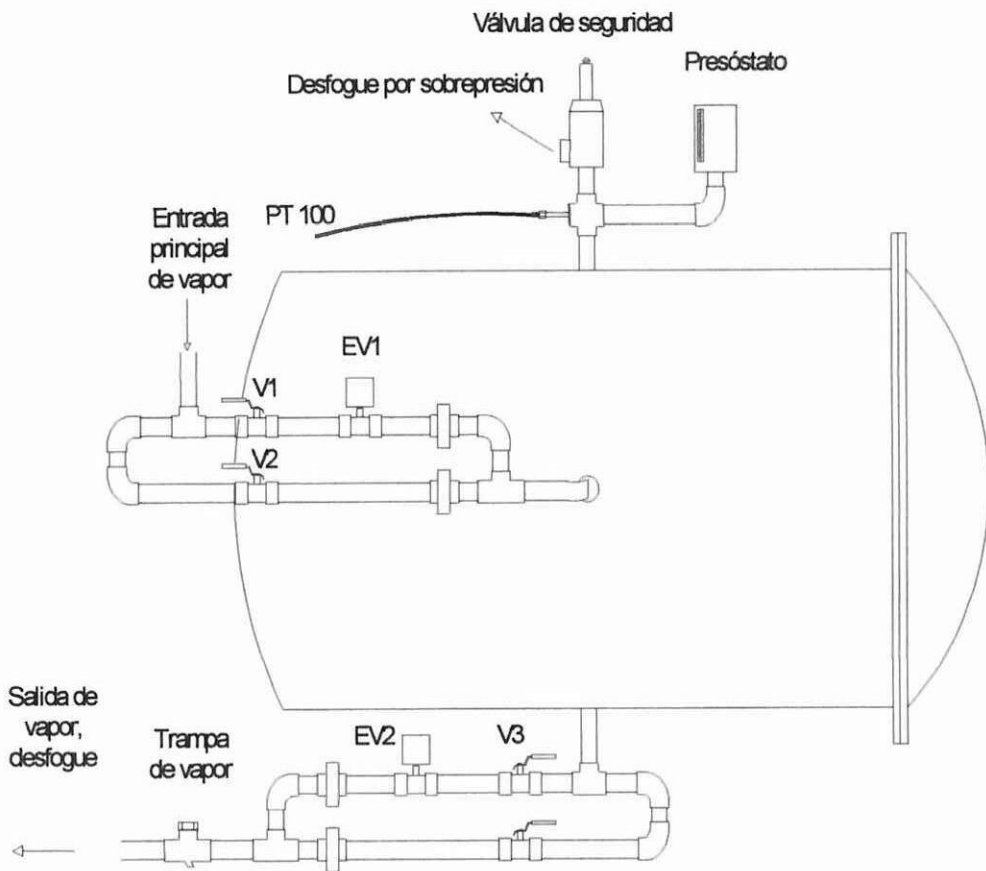 Válvula de seguridad
Presóstato
Desfogue por sobrepresión
PT 100
Entrada
principal
de vapor
EV1
V1
V2
Salida de
vapor,
desfogue
Trampa
de vapor
EV2
V3